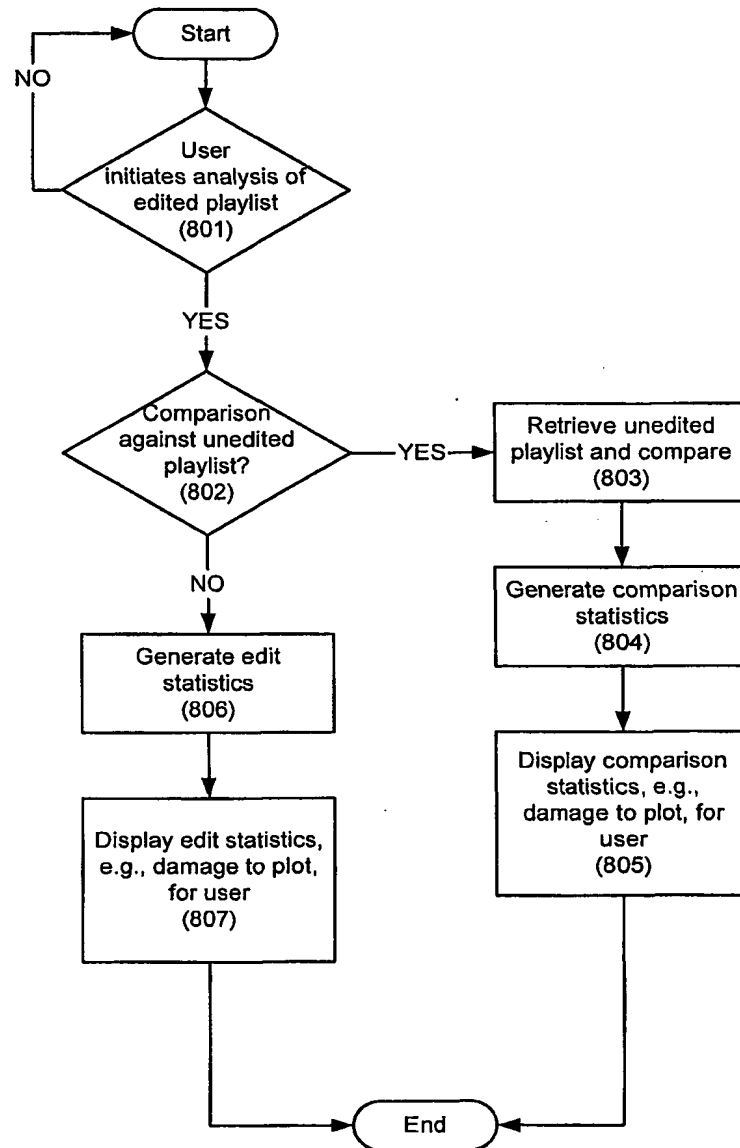 Start
NO
User
initiates analysis of
edited playlist
(801)
YES
Comparison
against unedited
playlist?
(802)
YES
Retrieve unedited
playlist and compare
(803)
NO
Generate comparison
statistics
(804)
Generate edit
statistics
(806)
Display comparison
statistics, e.g.,
damage to plot, for
user
(805)
Display edit statistics,
e.g., damage to plot,
for user
(807)
End